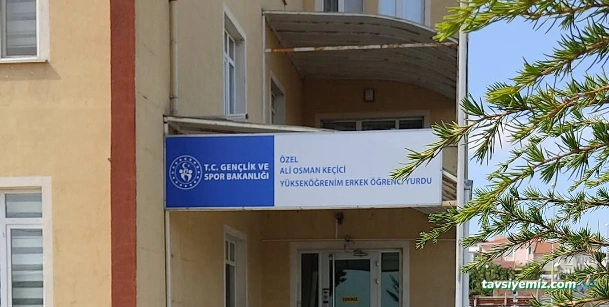 T.C. GENÇLİK VE
SPOR BAKANLIĞI
ÖZEL
ALİ OSMAN KEÇİCİ
YÜKSEKÖĞRENİM ERKEK ÖĞRENCİ YURDU
tavsiyemiz.com